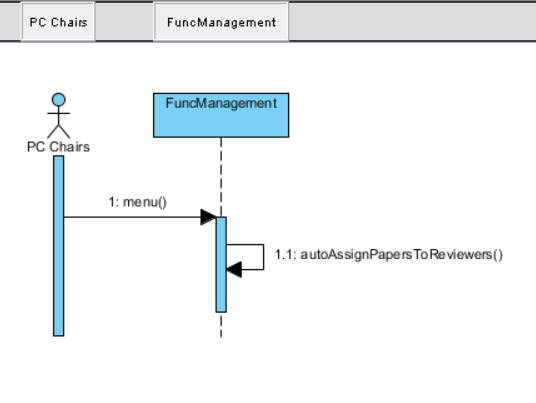 PC Chairs
FuncManagement
FuncManagement
PC Chairs
1: menu()
1.1: autoAssignPapersToReviewers()